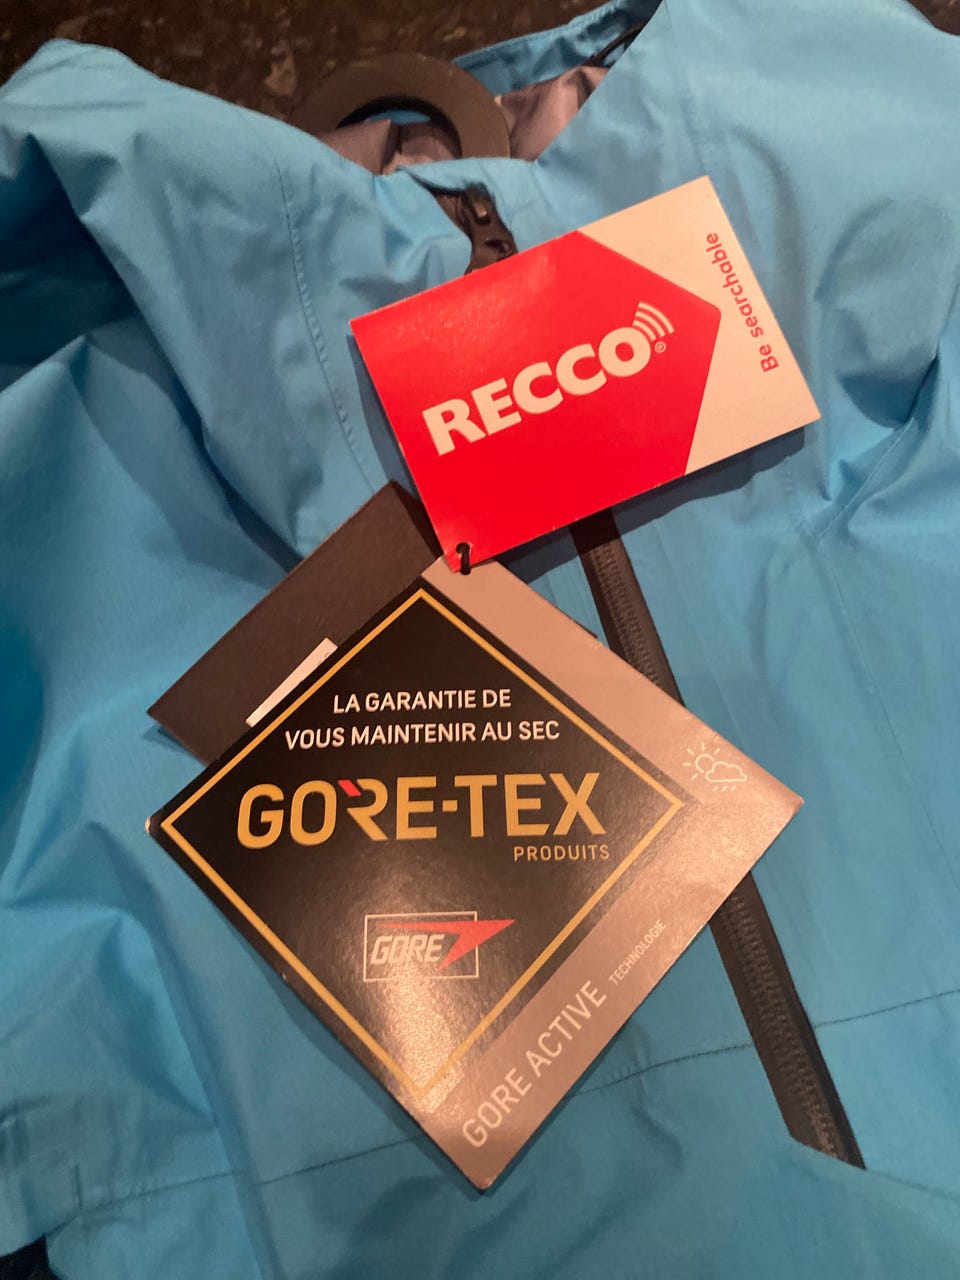 RECCO®
Be searchable
LA GARANTIE DE
VOUS MAINTENIR AU SEC
GORE-TEX
PRODUITS
GORE
GORE ACTIVE TECHNOLOGIE